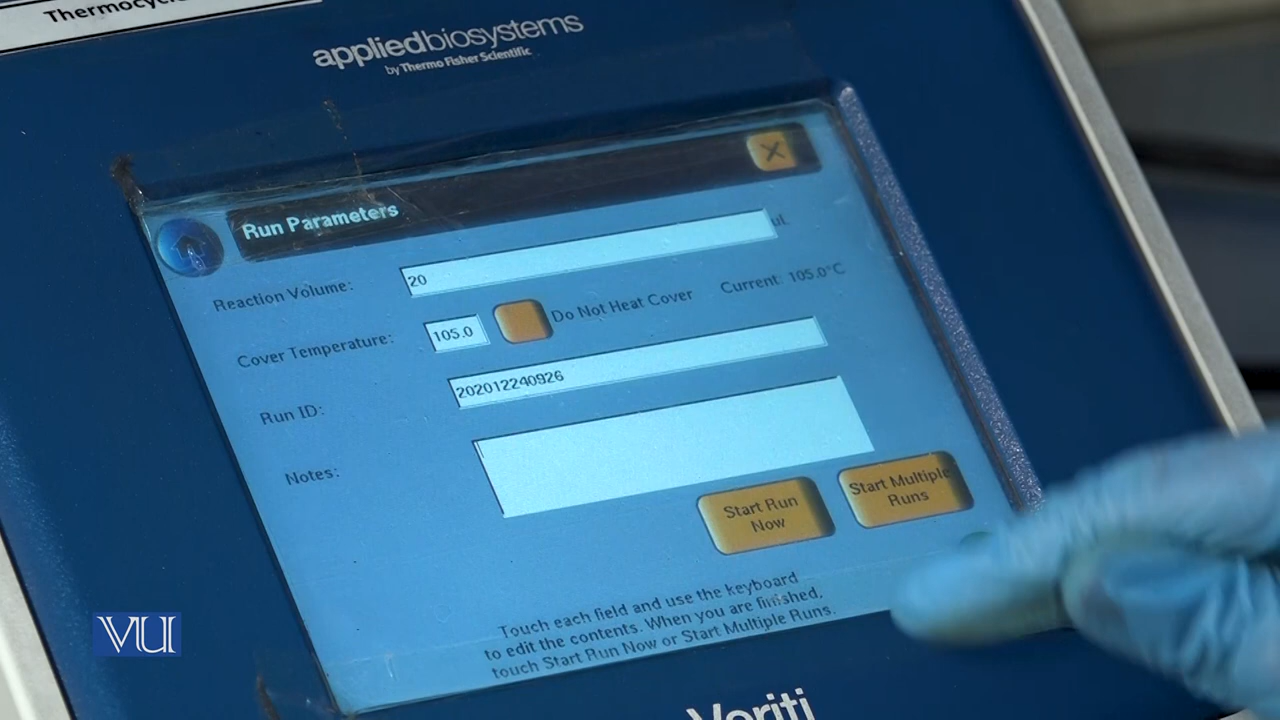 appliedbiosystems
by Thermo Fisher Scientific
Run Parameters
Reaction Volume: 20 uL
Cover Temperature: 105.0 Do Not Heat Cover Current: 105.0°C
Run ID: 202012240926
Notes:
Start Run
Now
Start Multiple
Runs
Touch each field and use the keyboard
to edit the contents. When you are finished,
touch Start Run Now or Start Multiple Runs.
Veriti
VU